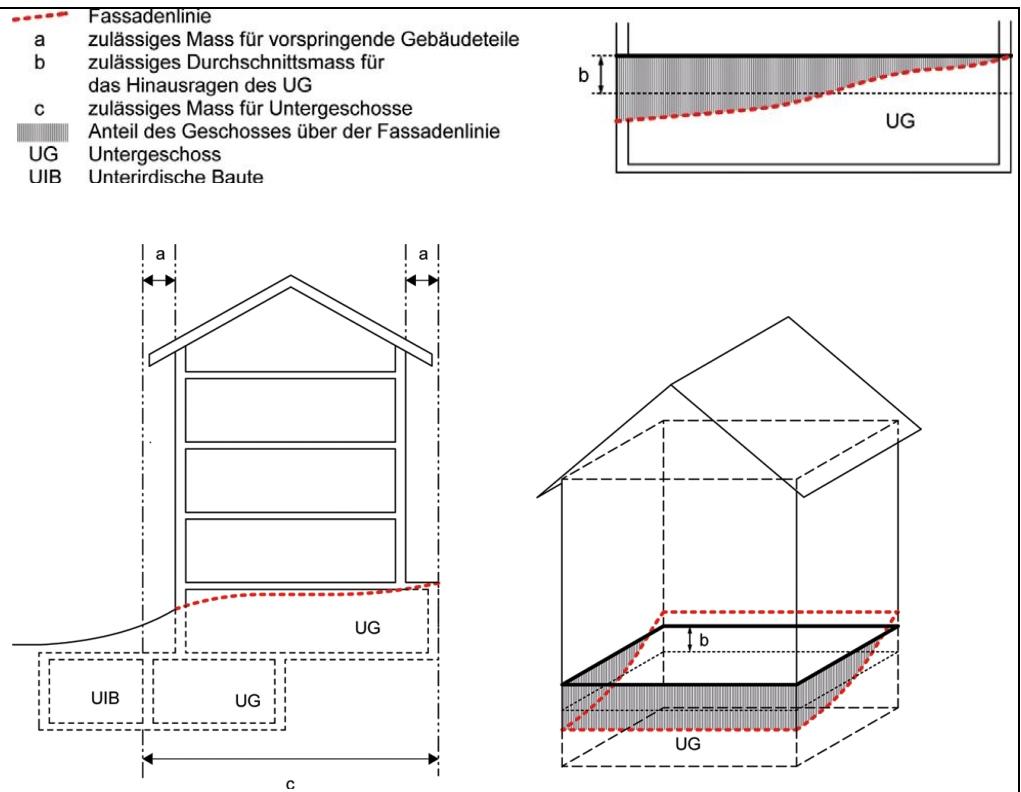 Fassadenlinie
a zulässiges Mass für vorspringende Gebäudeteile
b zulässiges Durchschnittsmass für
das Hinausragen des UG
c zulässiges Mass für Untergeschosse
Anteil des Geschosses über der Fassadenlinie
UG Untergeschoss
UIB Unterirdische Baute
b
UG
a a
UG
UIB UG
c
b
UG